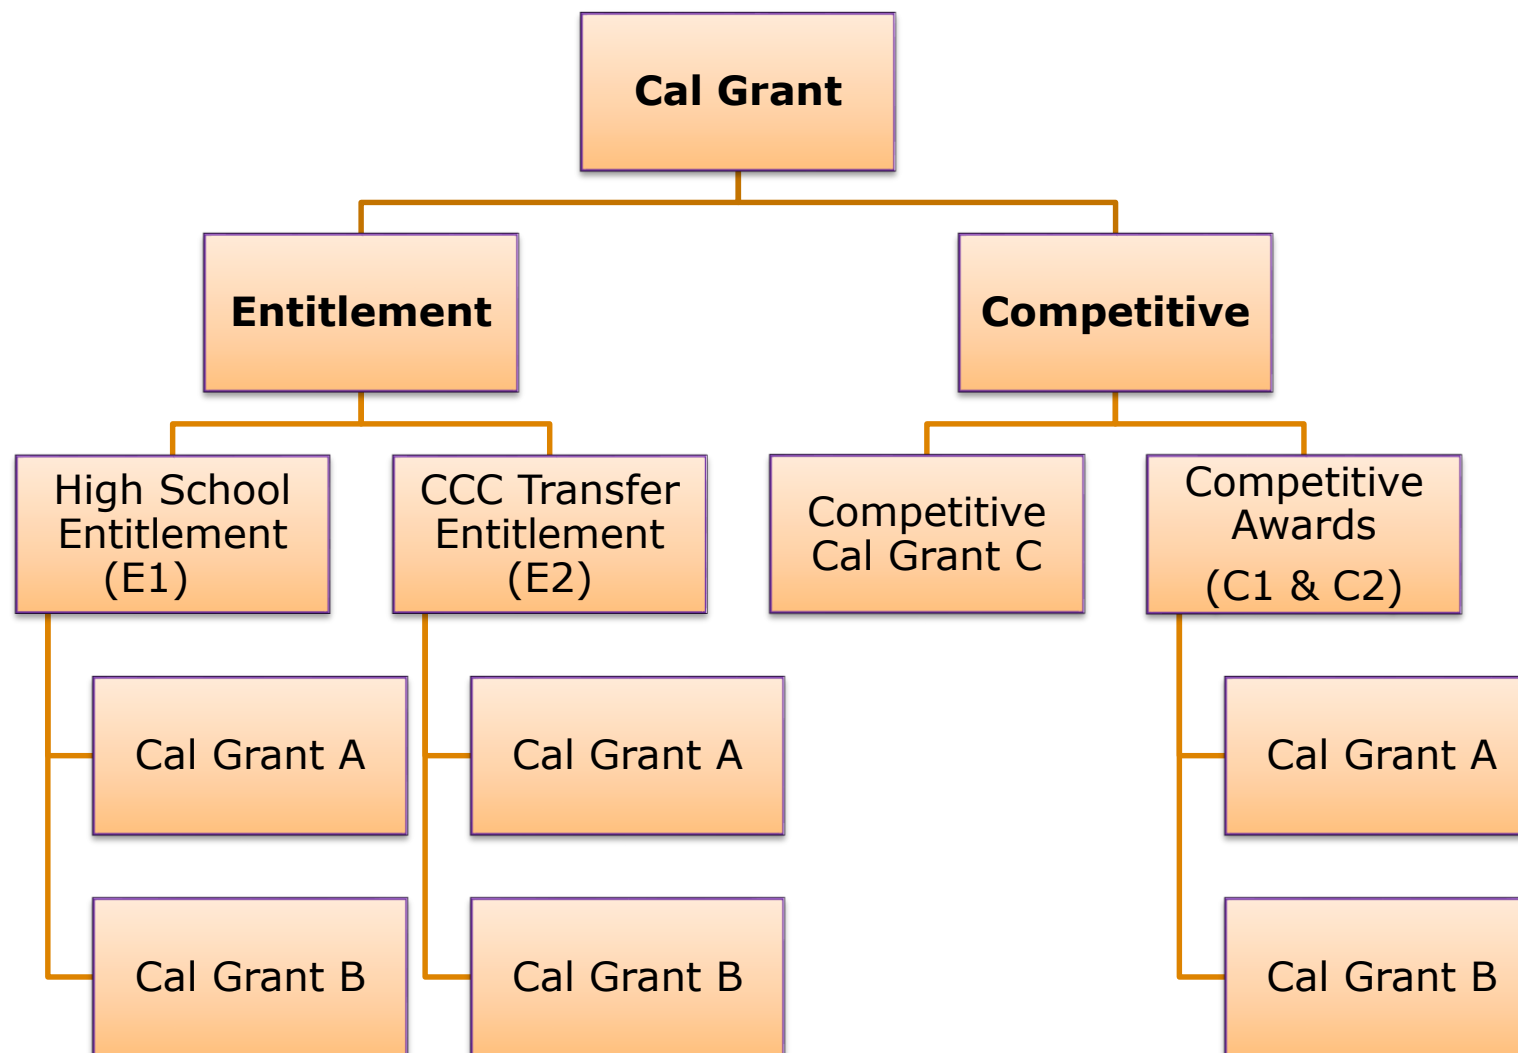 Cal Grant
Entitlement
Competitive
High School
Entitlement
(E1)
CCC Transfer
Entitlement
(E2)
Competitive
Cal Grant C
Competitive
Awards
(C1 & C2)
Cal Grant A
Cal Grant A
Cal Grant A
Cal Grant B
Cal Grant B
Cal Grant B